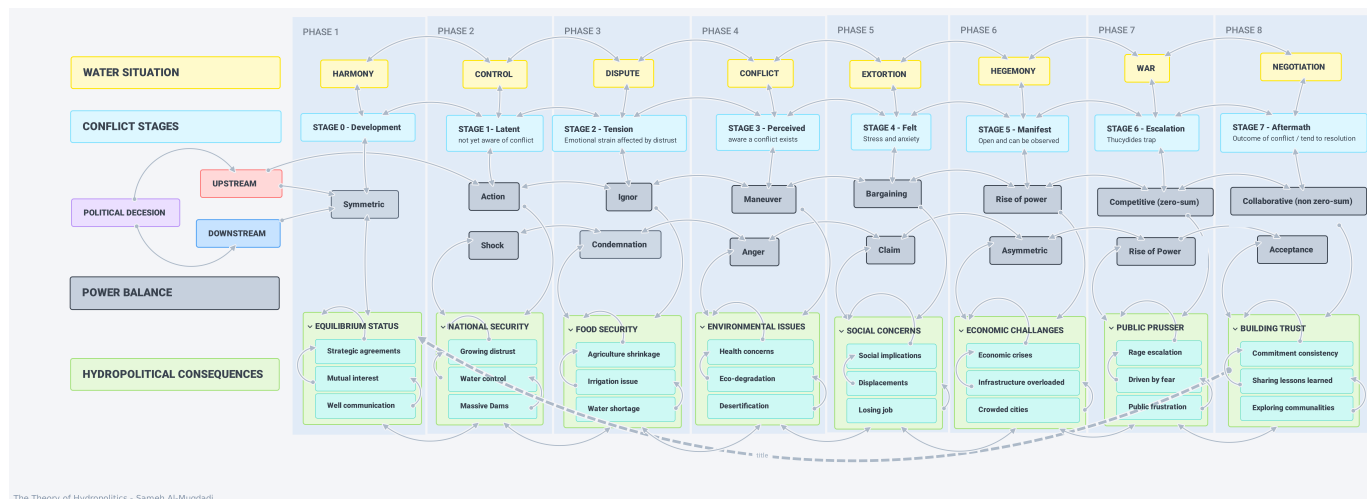 PHASE 1
PHASE 2
PHASE 3
PHASE 4
PHASE 5
PHASE 6
PHASE 7
PHASE 8
WATER SITUATION
HARMONY
CONTROL
DISPUTE
CONFLICT
EXTORTION
HEGEMONY
WAR
NEGOTIATION
CONFLICT STAGES
STAGE 0 - Development
STAGE 1- Latent
not yet aware of conflict
STAGE 2 - Tension
Emotional strain affected by distrust
STAGE 3 - Perceived
aware a conflict exists
STAGE 4 - Felt
Stress and anxiety
STAGE 5 - Manifest
Open and can be observed
STAGE 6 - Escalation
Thucydides trap
STAGE 7 - Aftermath
Outcome of conflict / tend to resolution
UPSTREAM
POLITICAL DECESION
DOWNSTREAM
Symmetric
Action
Ignor
Maneuver
Bargaining
Rise of power
Competitive (zero-sum)
Collaborative (non zero-sum)
Shock
Condemnation
Anger
Claim
Asymmetric
Rise of Power
Acceptance
POWER BALANCE
HYDROPOLITICAL CONSEQUENCES
EQUILIBRIUM STATUS
Strategic agreements
Mutual interest
Well communication
NATIONAL SECURITY
Growing distrust
Water control
Massive Dams
FOOD SECURITY
Agriculture shrinkage
Irrigation issue
Water shortage
ENVIRONMENTAL ISSUES
Health concerns
Eco-degradation
Desertification
SOCIAL CONCERNS
Social implications
Displacements
Losing job
ECONOMIC CHALLANGES
Economic crises
Infrastructure overloaded
Crowded cities
PUBLIC PRUSSER
Rage escalation
Driven by fear
Public frustration
BUILDING TRUST
Commitment consistency
Sharing lessons learned
Exploring communalities
title
The Theory of Hydropolitics - Sameh Al-Muqdadi